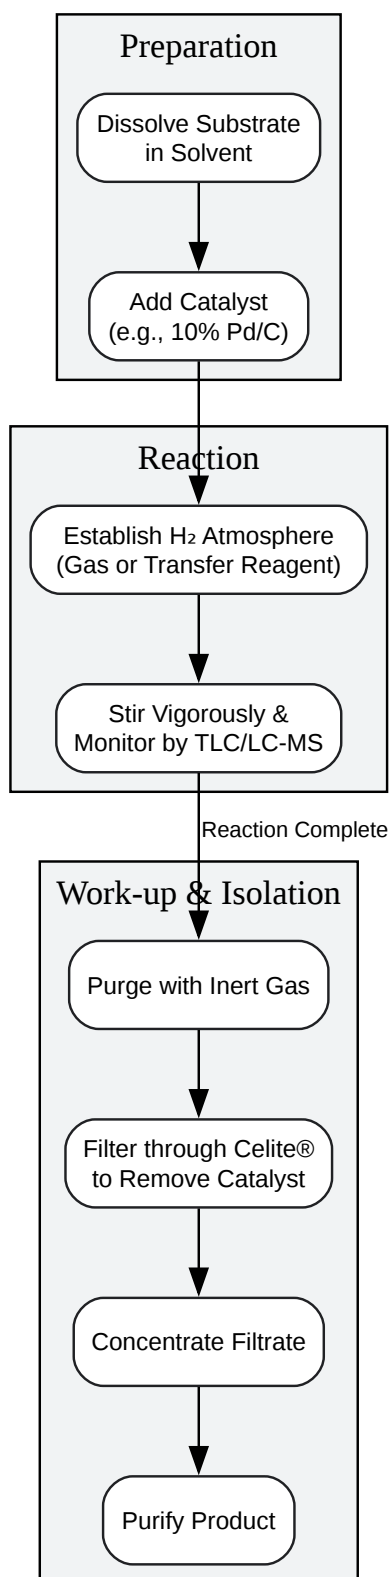 Preparation
Dissolve Substrate
in Solvent
Add Catalyst
(e.g., 10% Pd/C)
Reaction
Establish H₂ Atmosphere
(Gas or Transfer Reagent)
Stir Vigorously &
Monitor by TLC/LC-MS
Reaction Complete
Work-up & Isolation
Purge with Inert Gas
Filter through Celite®
to Remove Catalyst
Concentrate Filtrate
Purify Product